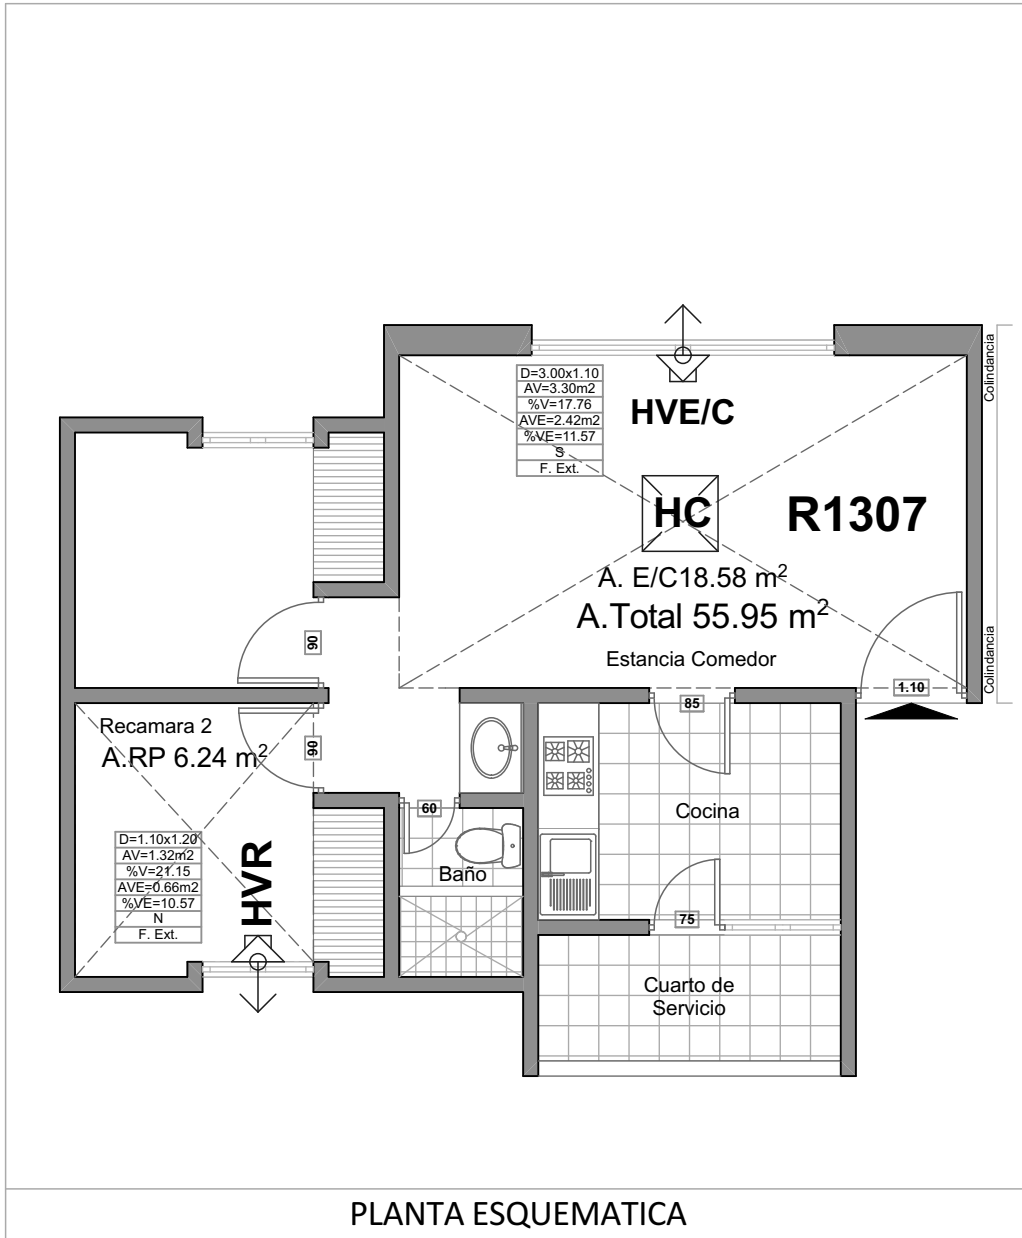 Colindancia
D=3.00x1.10
AV=3.30m2
%V=17.76
AVE=2.42m2
%VE=11.57
S
F. Ext.
HVE/C
HC
R1307
A. E/C18.58 m²
A.Total 55.95 m²
Estancia Comedor
Colindancia
90
1.10
85
Recamara 2
A.RP 6.24 m²
90
60
Cocina
D=1.10x1.20
AV=1.32m2
%V=21.15
AVE=0.66m2
%VE=10.57
N
F. Ext.
HVR
Baño
75
Cuarto de
Servicio
PLANTA ESQUEMATICA